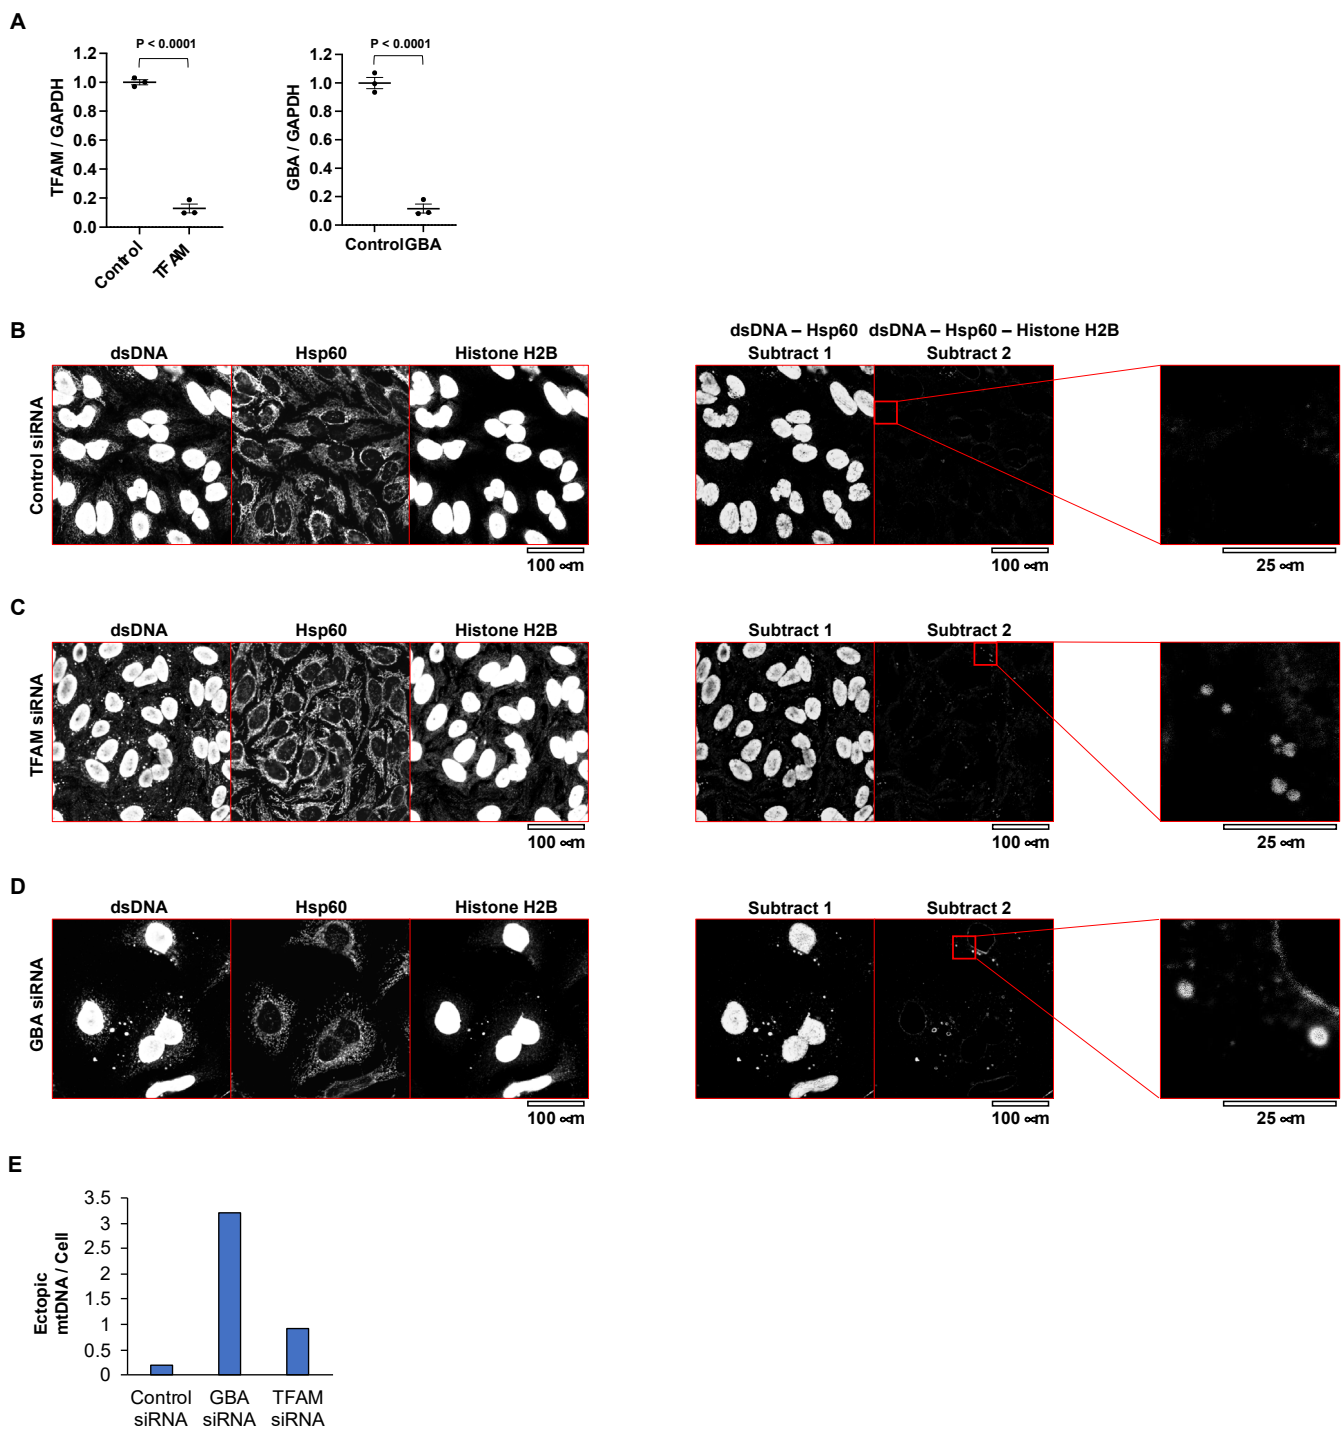 A
P < 0.0001
TFAM / GAPDH
1.2
1.0
0.8
0.6
0.4
0.2
0.0
Control
TFAM
P < 0.0001
GBA / GAPDH
1.2
1.0
0.8
0.6
0.4
0.2
0.0
Control GBA
B
dsDNA – Hsp60 dsDNA – Hsp60 – Histone H2B
dsDNA Hsp60 Histone H2B Subtract 1 Subtract 2
Control siRNA
100 ∝m 100 ∝m 25 ∝m
C
dsDNA Hsp60 Histone H2B Subtract 1 Subtract 2
TFAM siRNA
100 ∝m 100 ∝m 25 ∝m
D
dsDNA Hsp60 Histone H2B Subtract 1 Subtract 2
GBA siRNA
100 ∝m 100 ∝m 25 ∝m
E
Ectopic
mtDNA / Cell
3.5
3
2.5
2
1.5
1
0.5
0
Control GBA TFAM
siRNA siRNA siRNA